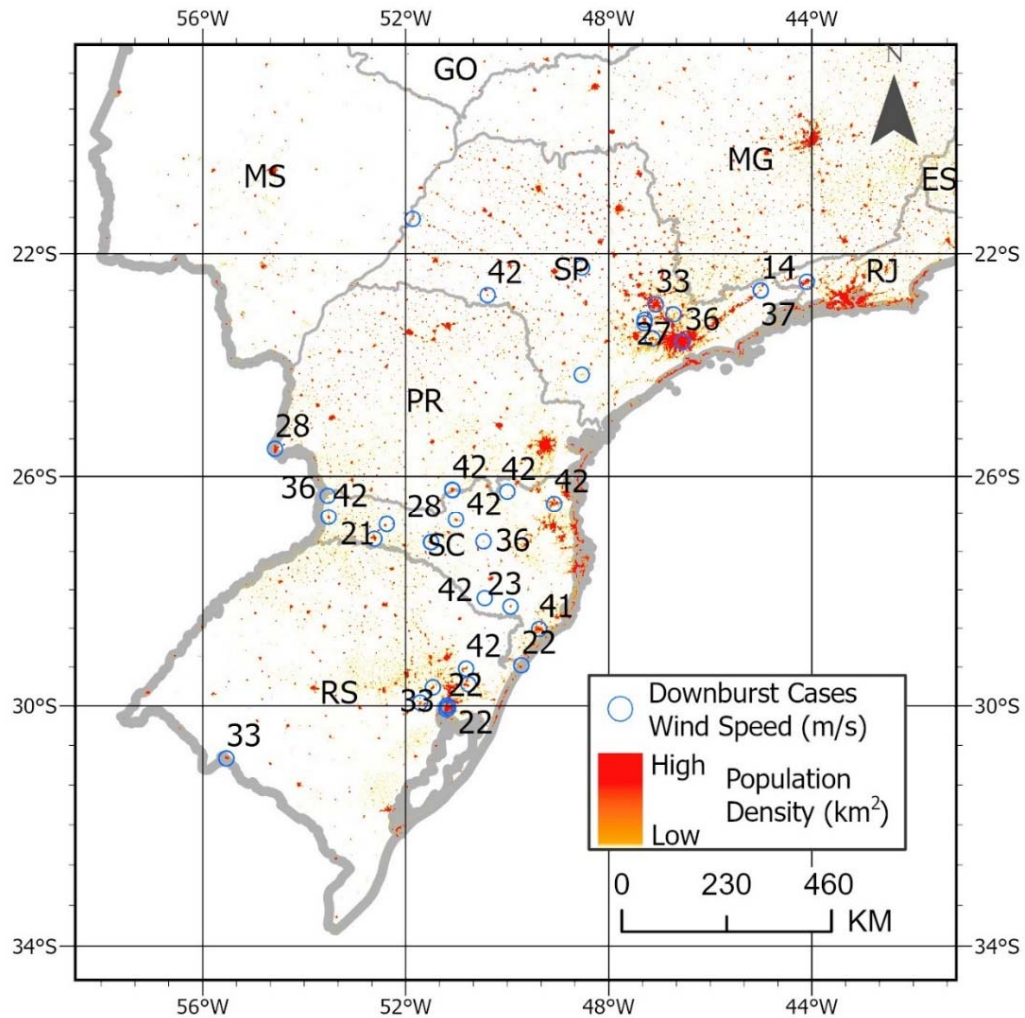 56°W 52°W 48°W 44°W
N
GO
MG
MS
ES
22°S 22°S
SP
14
RJ
42
33
37
36
27
PR
28
26°S 26°S
42
42
42
36
42
28
42
21
SC
36
42
23
41
42
22
RS
22
33
30°S 30°S
22
33
Downburst Cases
Wind Speed (m/s)
High
Population
Density (km²)
Low
0 230 460
KM
34°S 34°S
56°W 52°W 48°W 44°W